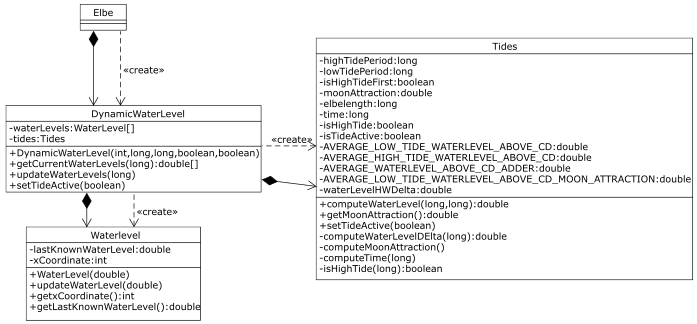 Elbe
«create»
DynamicWaterLevel
-waterLevels:WaterLevel[]
-tides:Tides
+DynamicWaterLevel(int,long,long,boolean,boolean)
+getCurrentWaterLevels(long):double[]
+updateWaterLevels(long)
+setTideActive(boolean)
«create»
«create»
Waterlevel
-lastKnownWaterLevel:double
-xCoordinate:int
+WaterLevel(double)
+updateWaterLevel(double)
+getxCoordinate():int
+getLastKnownWaterLevel():double
Tides
-highTidePeriod:long
-lowTidePeriod:long
-isHighTideFirst:boolean
-moonAttraction:double
-elbelength:long
-time:long
-isHighTide:boolean
-isTideActive:boolean
-AVERAGE_LOW_TIDE_WATERLEVEL_ABOVE_CD:double
-AVERAGE_HIGH_TIDE_WATERLEVEL_ABOVE_CD:double
-AVERAGE_WATERLEVEL_ABOVE_CD_ADDER:double
-AVERAGE_LOW_TIDE_WATERLEVEL_ABOVE_CD_MOON_ATTRACTION:double
-waterLevelHWDelta:double
+computeWaterLevel(long,long):double
+getMoonAttraction():double
+setTideActive(boolean)
-computeWaterLevelDElta(long):double
-computeMoonAttraction()
-computeTime(long)
-isHighTide(long):boolean